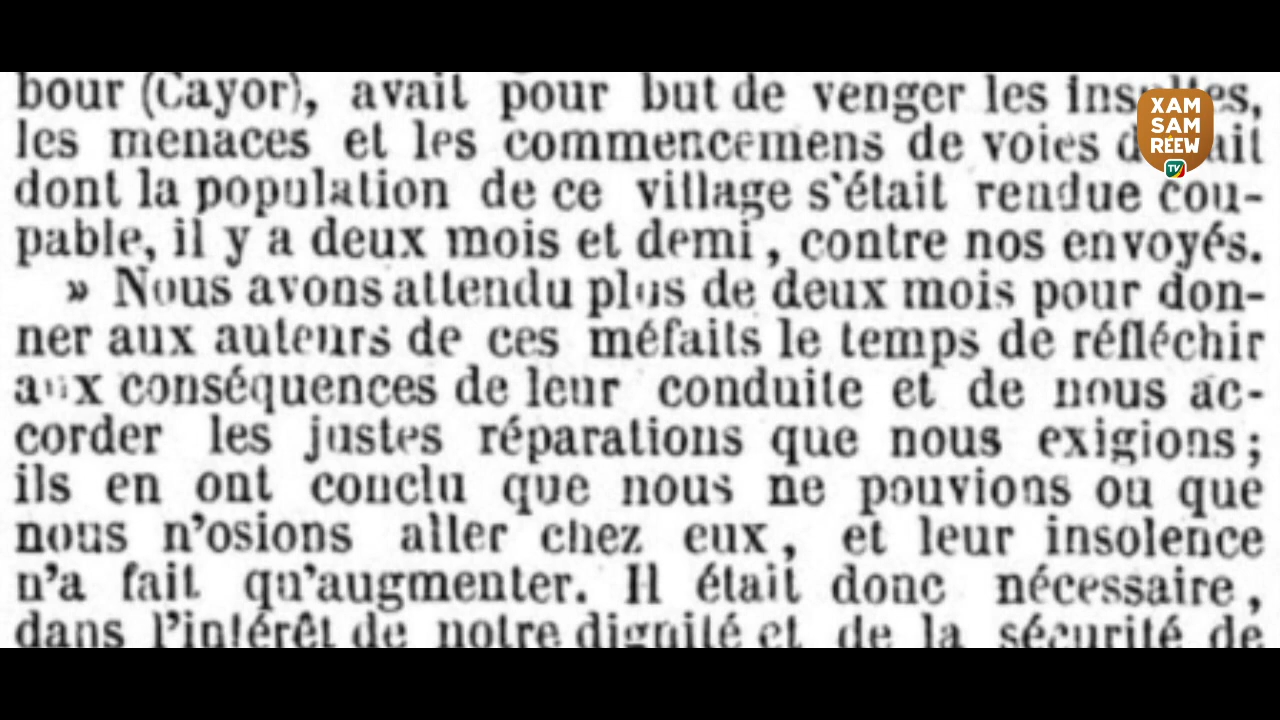 bour (Cayor), avait pour but de venger les insultes,
les menaces et les commencemens de voies de fait
dont la population de ce village s'était rendue cou-
pable, il y a deux mois et demi, contre nos envoyés.
» Nous avons attendu plus de deux mois pour don-
ner aux auteurs de ces méfaits le temps de réfléchir
aux conséquences de leur conduite et de nous ac-
corder les justes réparations que nous exigions;
ils en ont conclu que nous ne pouvions ou que
nous n'osions aller chez eux, et leur insolence
n'a fait qu'augmenter. Il était donc nécessaire,
dans l'intérêt de notre dignité et de la sécurité de
XAM
SAM
REEW
TV